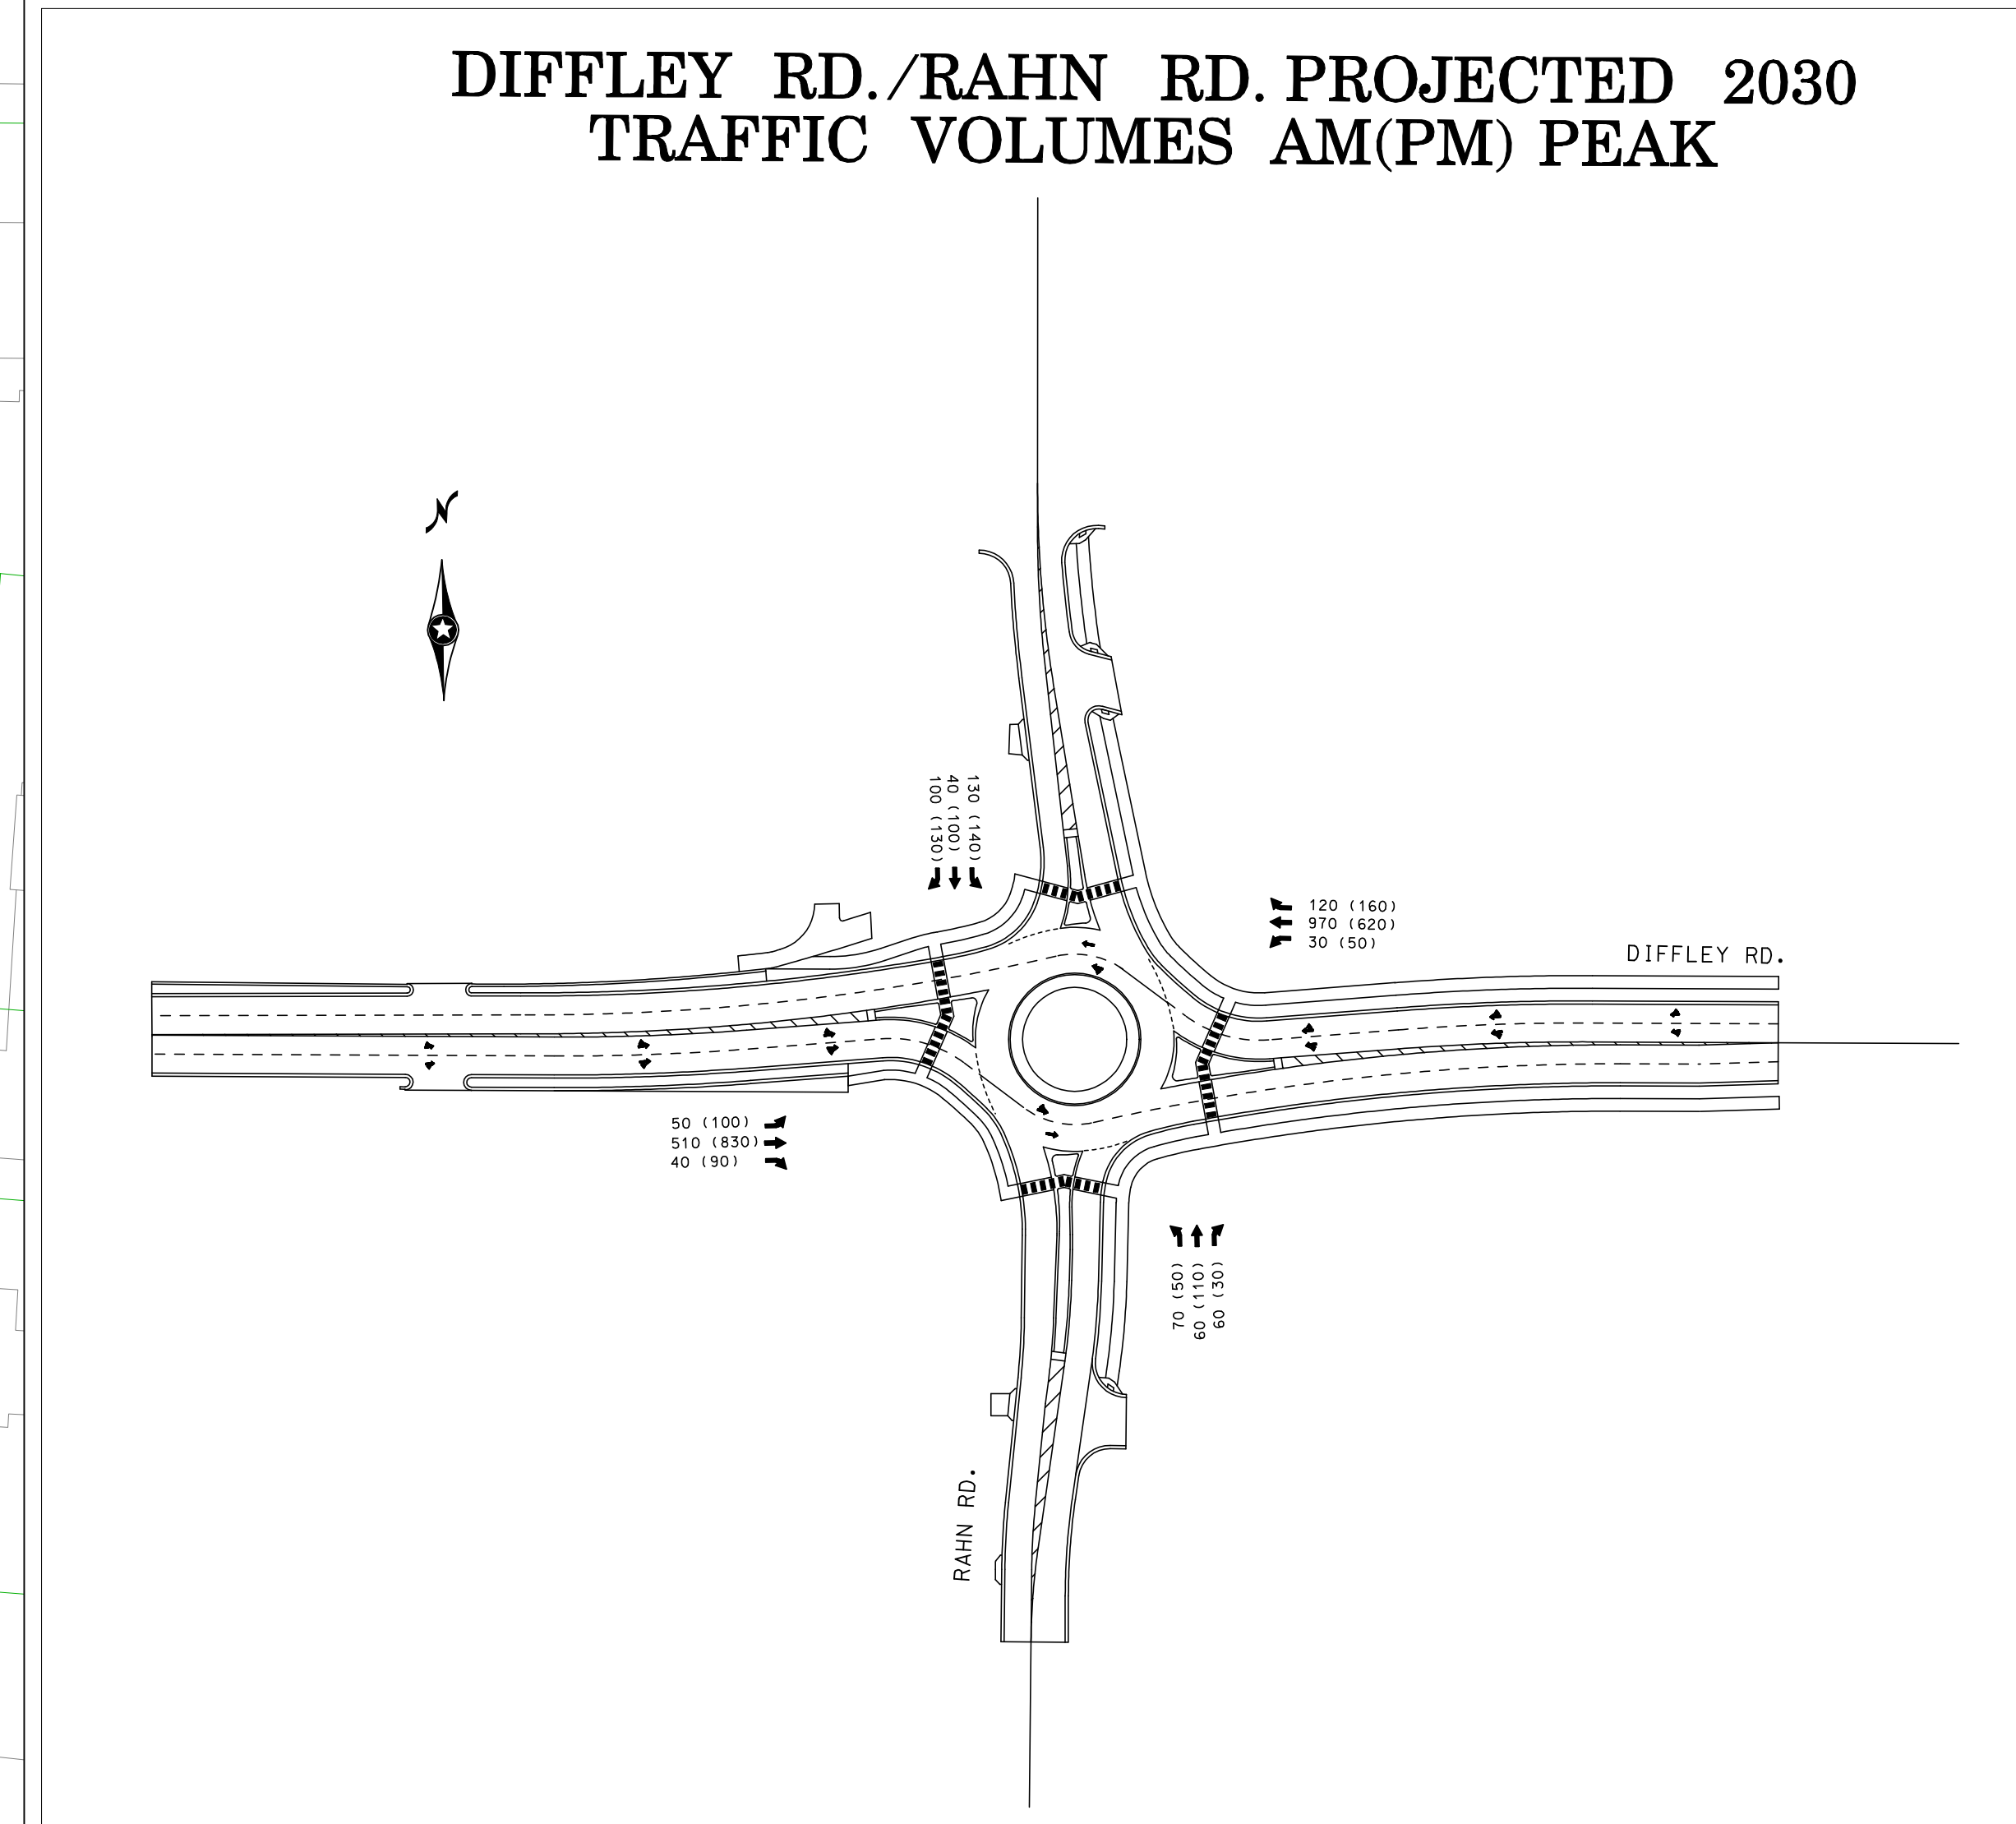 DIFFLEY RD./RAHN RD. PROJECTED 2030
TRAFFIC VOLUMES AM(PM) PEAK
N
130 (140)
40 (100)
100 (130)
120 (160)
970 (620)
30 (50)
DIFFLEY RD.
50 (100)
510 (830)
40 (90)
70 (50)
60 (110)
60 (30)
RAHN RD.